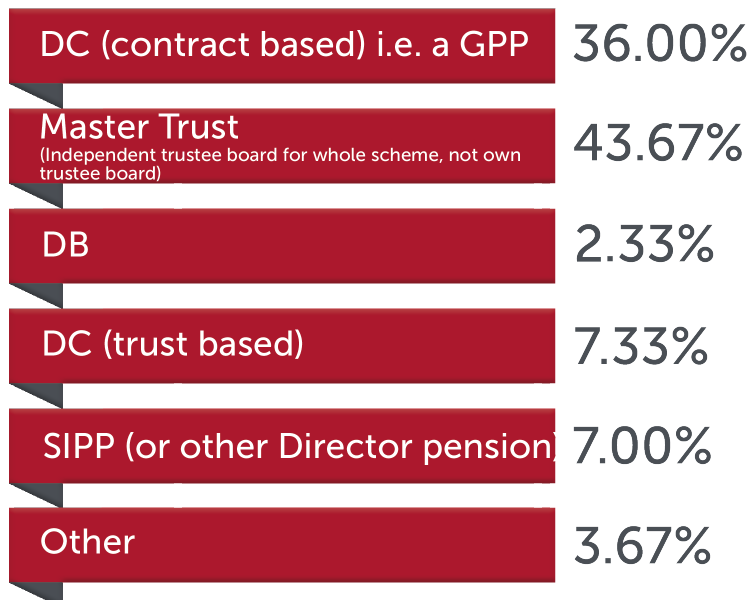 DC (contract based) i.e. a GPP 36.00%
Master Trust 43.67%
(Independent trustee board for whole scheme, not own
trustee board)
DB 2.33%
DC (trust based) 7.33%
SIPP (or other Director pension) 7.00%
Other 3.67%